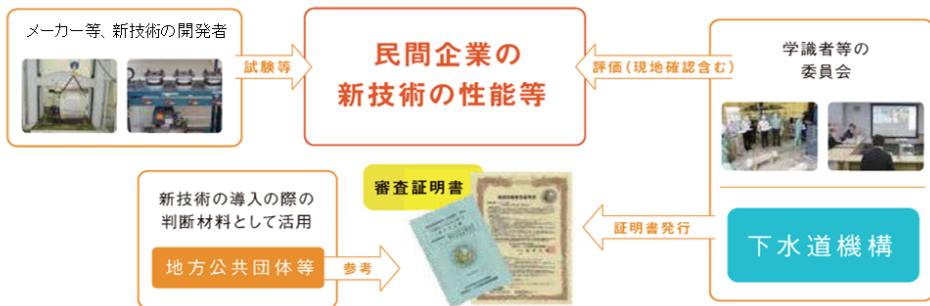 メーカー等、新技術の開発者
試験等
民間企業の
新技術の性能等
評価(現地確認含む)
学識者等の
委員会
新技術の導入の際の
判断材料として活用
地方公共団体等
参考
審査証明書
証明書発行
下水道機構